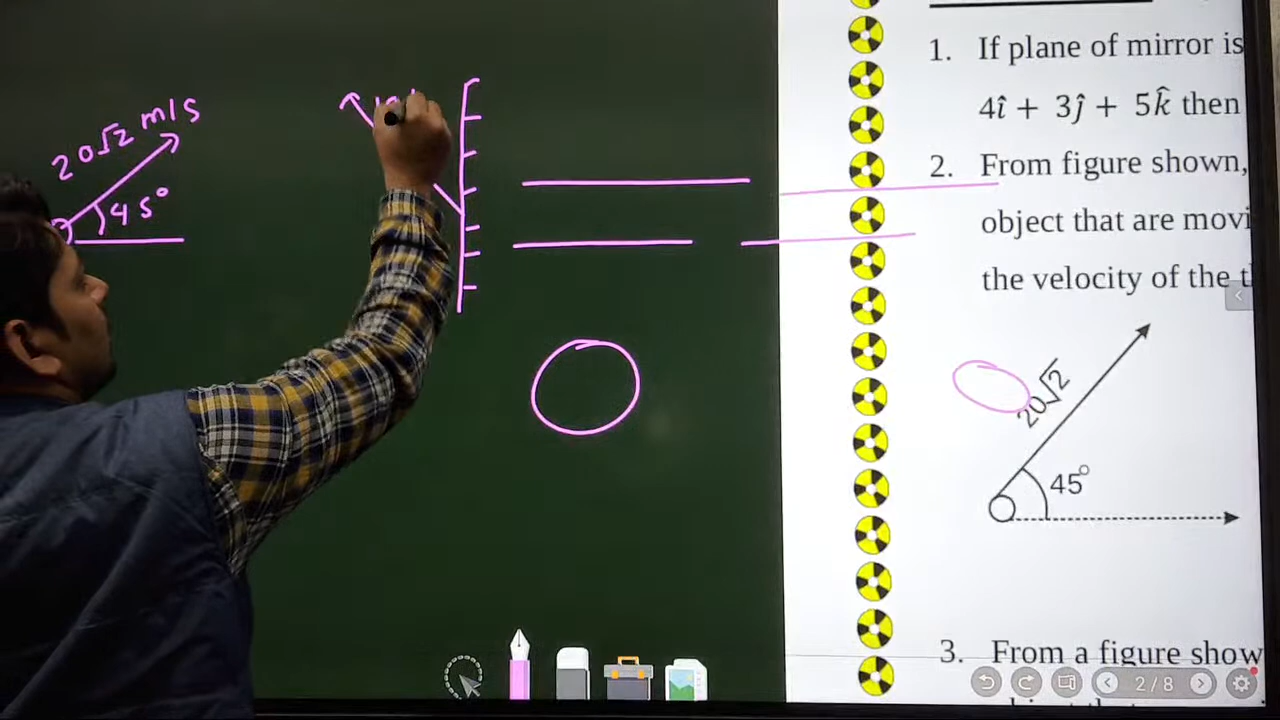 20√2 m/s
45°
1. If plane of mirror is
4î + 3ĵ + 5k̂ then
2. From figure shown,
object that are movi
the velocity of the t
20√2
45°
3. From a figure show
2/8